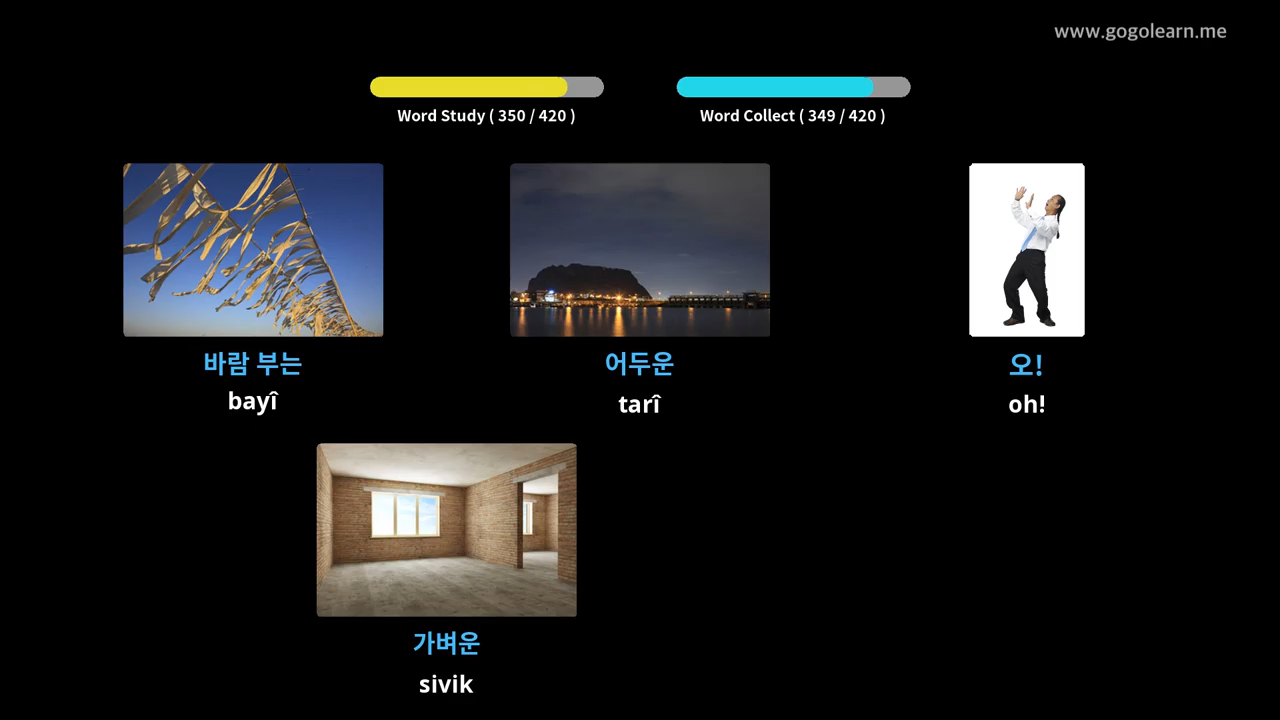 www.gogolearn.me
Word Study ( 350 / 420 )
Word Collect ( 349 / 420 )
바람 부는
bayî
어두운
tarî
오!
oh!
가벼운
sivik